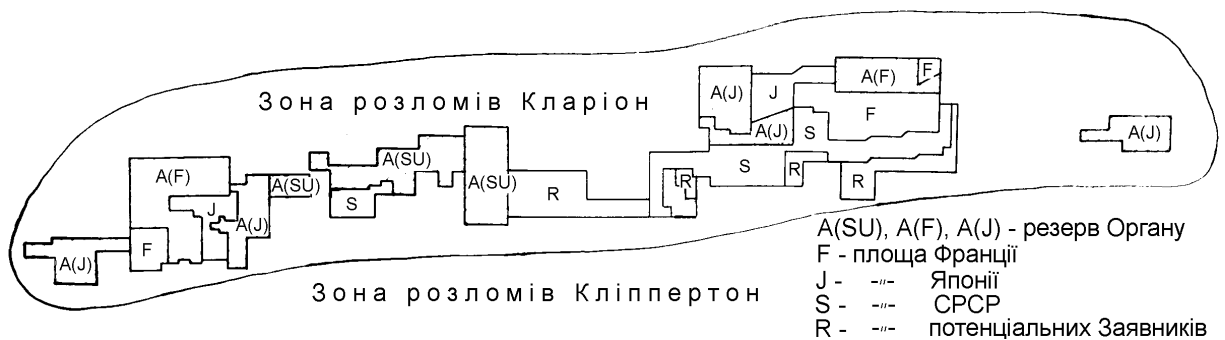 Зона розломів Кларіон
A(J)
J
A(F)
F
F
A(J)
S
A(J)
A(SU)
A(SU)
A(SU)
A(F)
J
A(J)
S
R
R
S
R
R
F
A(J)
Зона розломів Кліппертон
A(SU), A(F), A(J) - резерв Органу
F - площа Франції
J - -"- Японії
S - -"- СРСР
R - -"- потенціальних Заявників